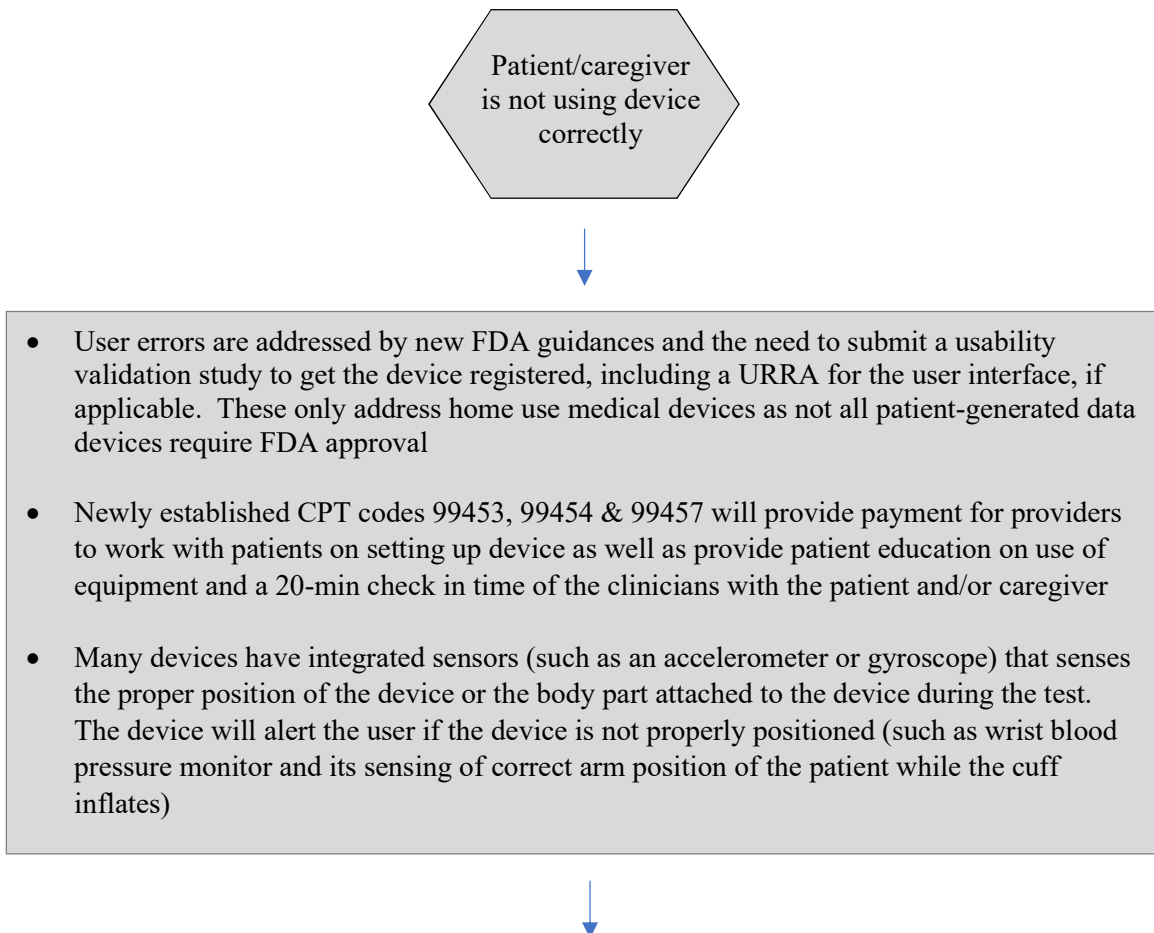 Patient/caregiver
is not using device
correctly
• User errors are addressed by new FDA guidances and the need to submit a usability
validation study to get the device registered, including a URRA for the user interface, if
applicable.  These only address home use medical devices as not all patient-generated data
devices require FDA approval
• Newly established CPT codes 99453, 99454 & 99457 will provide payment for providers
to work with patients on setting up device as well as provide patient education on use of
equipment and a 20-min check in time of the clinicians with the patient and/or caregiver
• Many devices have integrated sensors (such as an accelerometer or gyroscope) that senses
the proper position of the device or the body part attached to the device during the test.
The device will alert the user if the device is not properly positioned (such as wrist blood
pressure monitor and its sensing of correct arm position of the patient while the cuff
inflates)